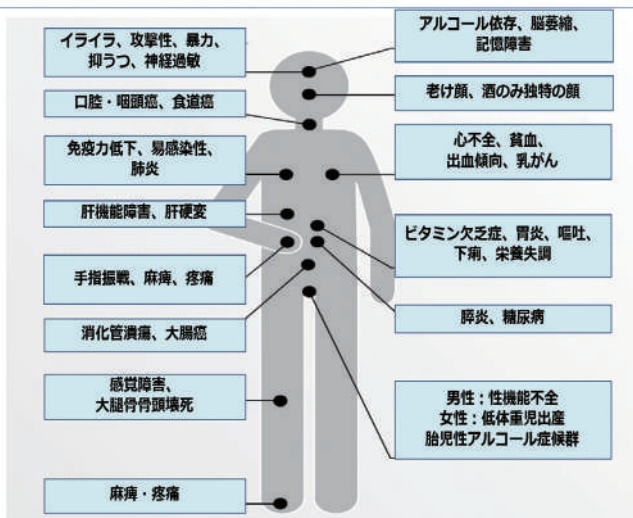 イライラ、攻撃性、暴力、
抑うつ、神経過敏
口腔・咽頭癌、食道癌
免疫力低下、易感染性、
肺炎
肝機能障害、肝硬変
手指振戦、麻痺、疼痛
消化管潰瘍、大腸癌
感覚障害、
大腿骨骨頭壊死
麻痺・疼痛
アルコール依存、脳萎縮、
記憶障害
老け顔、酒のみ独特の顔
心不全、貧血、
出血傾向、乳がん
ビタミン欠乏症、胃炎、嘔吐、
下痢、栄養失調
膵炎、糖尿病
男性：性機能不全
女性：低体重児出産
胎児性アルコール症候群